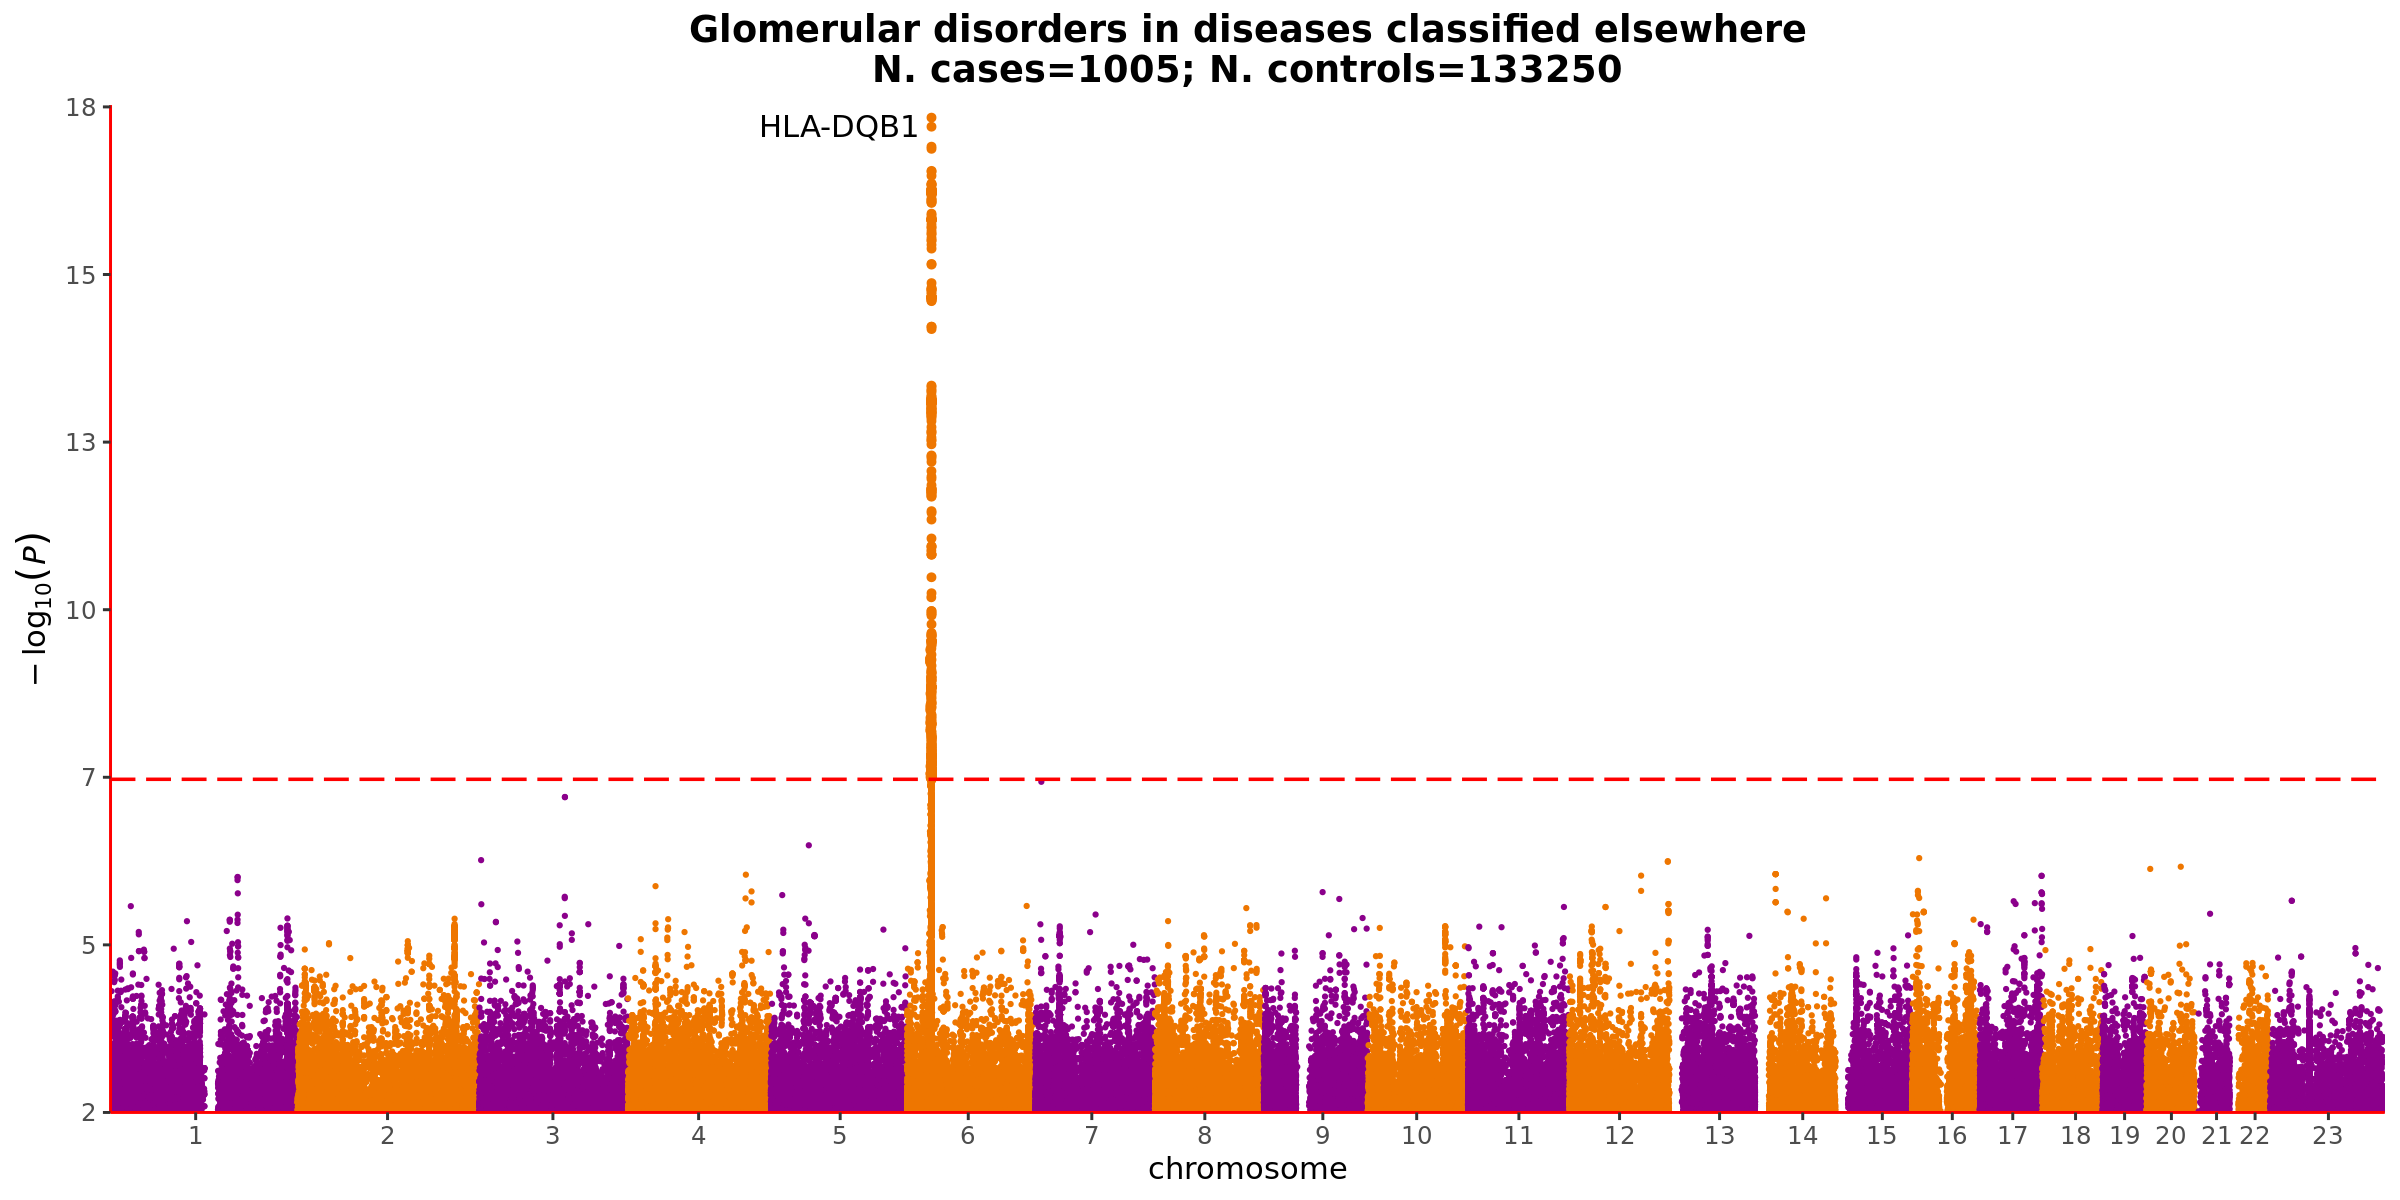 Glomerular disorders in diseases classified elsewhere
N. cases=1005; N. controls=133250
HLA-DQB1
18
15
13
10
7
5
2
−log10(P)
1 2 3 4 5 6 7 8 9 10 11 12 13 14 15 16 17 18 19 20 21 22 23
chromosome